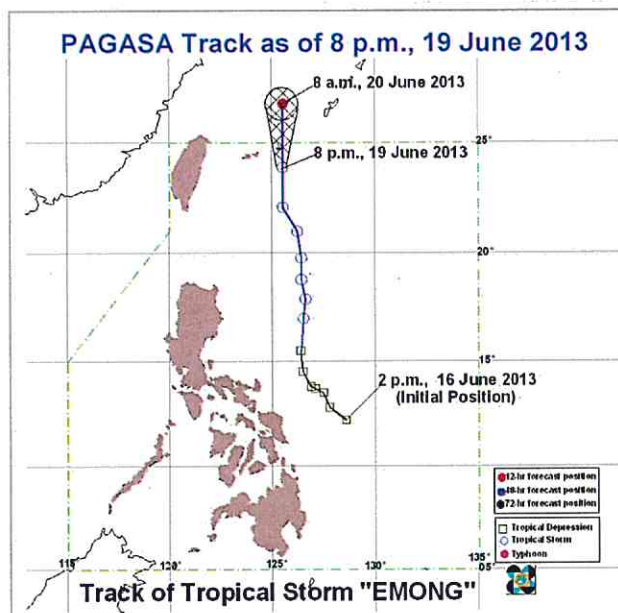 PAGASA Track as of 8 p.m., 19 June 2013
8 a.m., 20 June 2013
25°
8 p.m., 19 June 2013
20°
15°
2 p.m., 16 June 2013
(Initial Position)
12-hr forecast position
48-hr forecast position
72-hr forecast position
Tropical Depression
Tropical Storm
Typhoon
115°
120°
125°
130°
135°
05°
Track of Tropical Storm "EMONG"